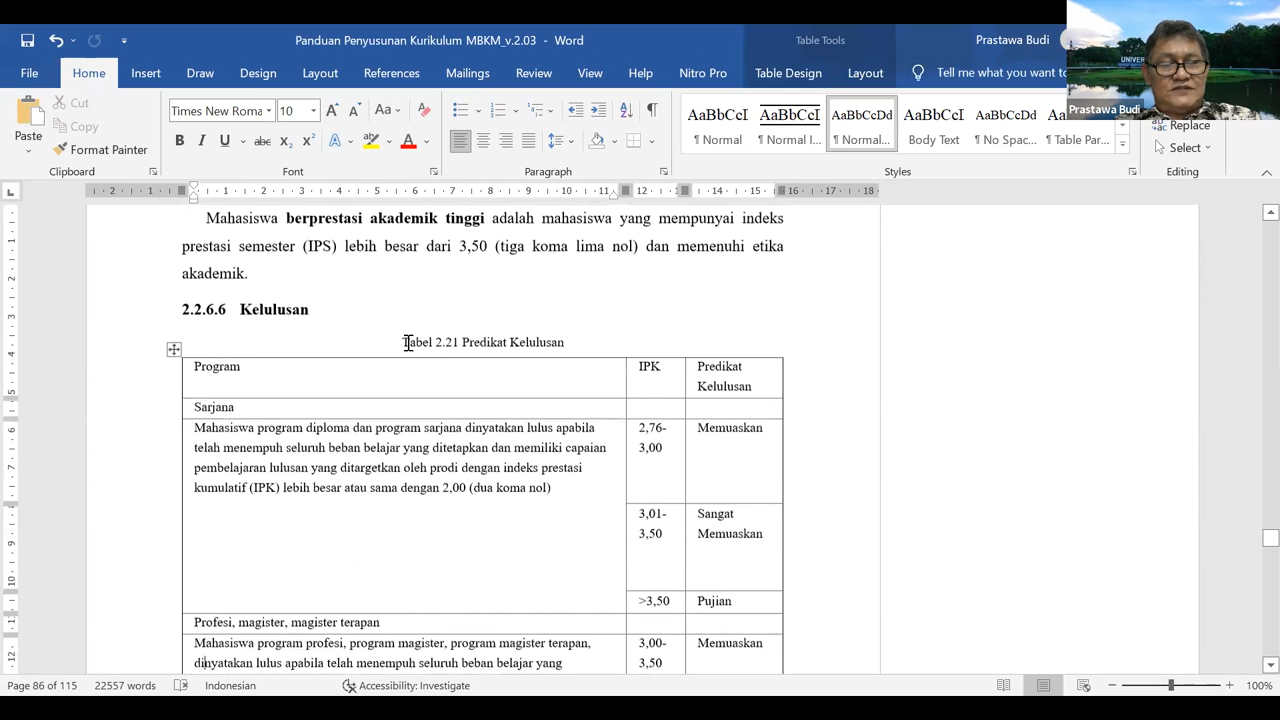 Panduan Penyusunan Kurikulum MBKM_v.2.03 - Word
Table Tools
Prastawa Budi
File Home Insert Draw Design Layout References Mailings Review View Nitro Pro Table Design Layout Tell me what you want to
Prastawa Budi
Paste
Cut
Copy
Format Painter
Times New Roma 10
AaBbCcI AaBbCcI AaBbCcDd AaBbCcI AaBbCcDd
¶ Normal ¶ Normal ¶ Normal... Body Text ¶ No Spac... ¶ Table Par...
Replace
Select
Clipboard Font Paragraph Styles Editing
Mahasiswa berprestasi akademik tinggi adalah mahasiswa yang mempunyai indeks
prestasi semester (IPS) lebih besar dari 3,50 (tiga koma lima nol) dan memenuhi etika
akademik.
2.2.6.6 Kelulusan
Tabel 2.21 Predikat Kelulusan
Program IPK Predikat
Kelulusan
Sarjana
Mahasiswa program diploma dan program sarjana dinyatakan lulus apabila
telah menempuh seluruh beban belajar yang ditetapkan dan memiliki capaian
pembelajaran lulusan yang ditargetkan oleh prodi dengan indeks prestasi
kumulatif (IPK) lebih besar atau sama dengan 2,00 (dua koma nol)
2,76-
3,00
Memuaskan
3,01-
3,50
Sangat
Memuaskan
>3,50 Pujian
Profesi, magister, magister terapan
Mahasiswa program profesi, program magister, program magister terapan,
dinyatakan lulus apabila telah menempuh seluruh beban belajar yang
3,00-
3,50
Memuaskan
Page 86 of 115 22557 words Indonesian Accessibility: Investigate 100%